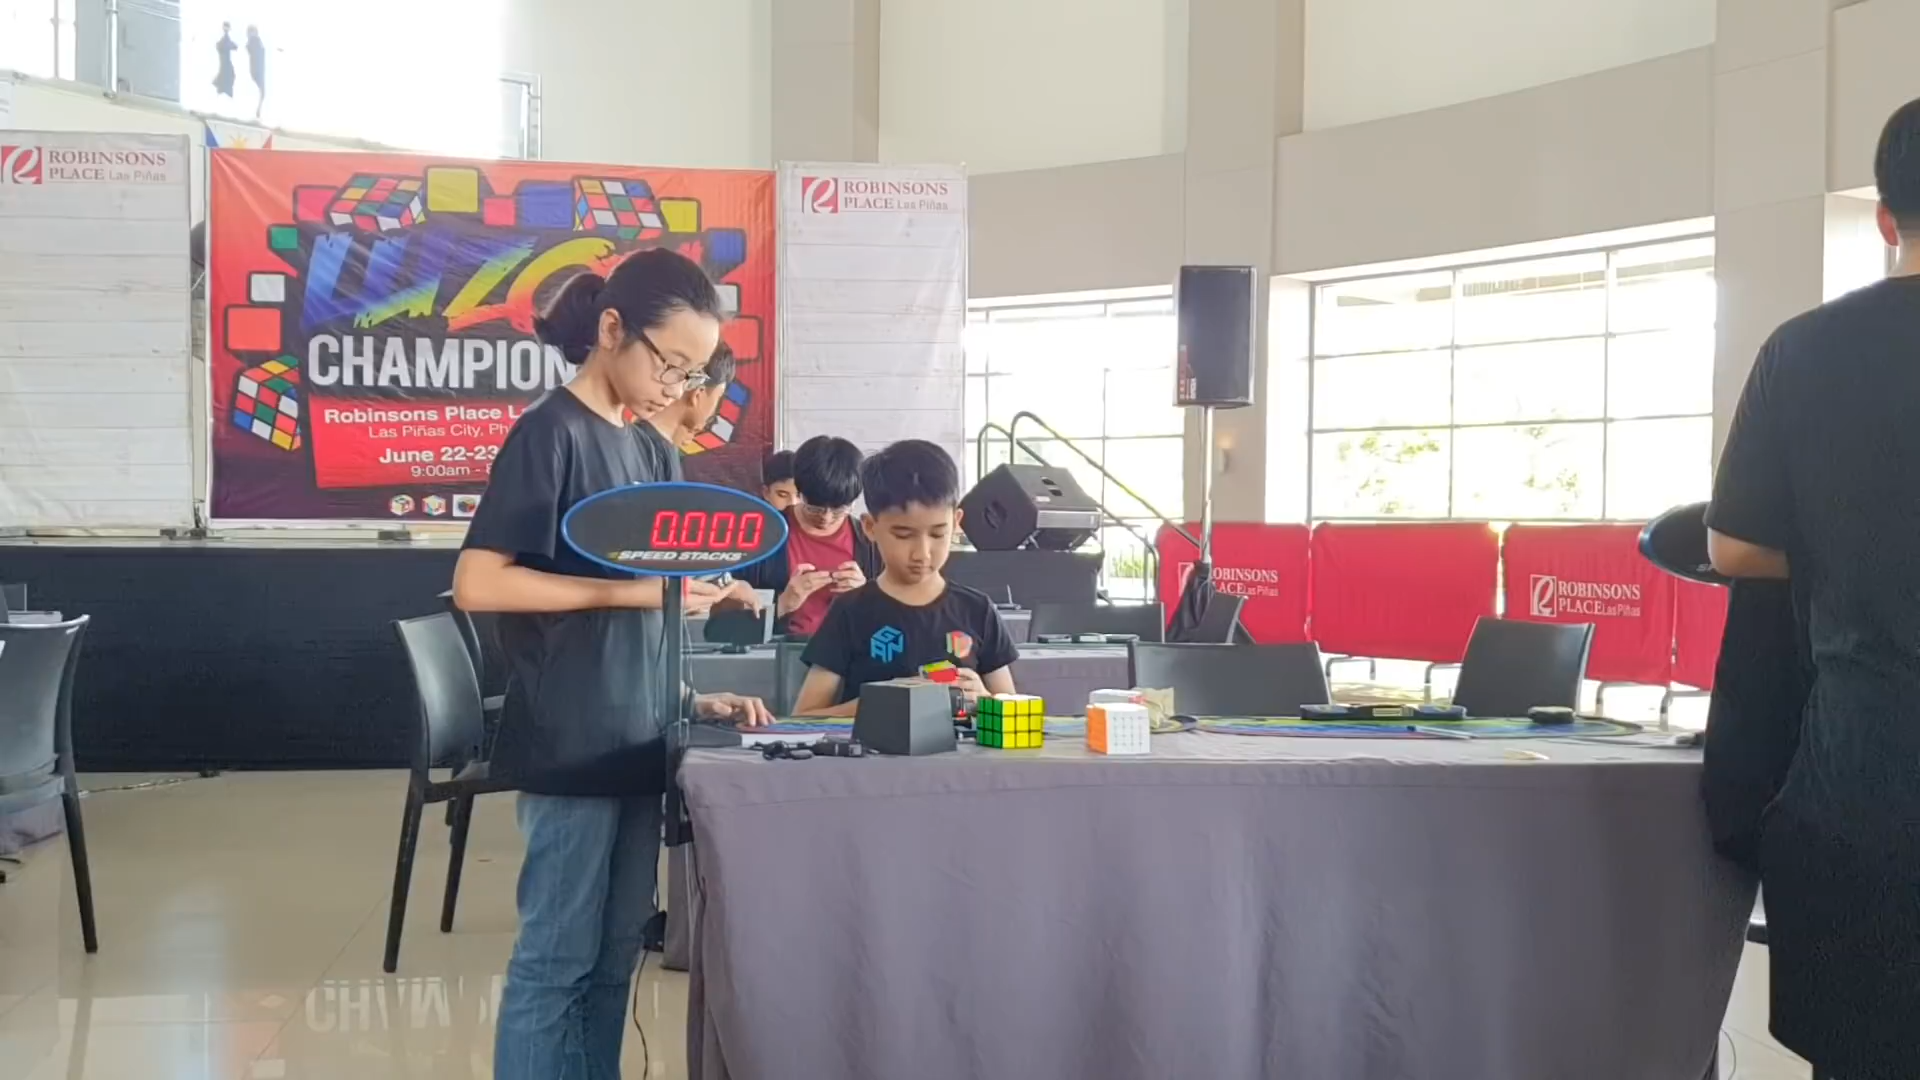 ROBINSONS
PLACE Las Piñas
ROBINSONS
PLACE Las Piñas
CHAMPION
Robinsons Place
Las Piñas City,
June 22-23
9:00am -
0.000
SPEED STACKS
GAN
ROBINSONS
PLACE Las Piñas
ROBINSONS
PLACE Las Piñas